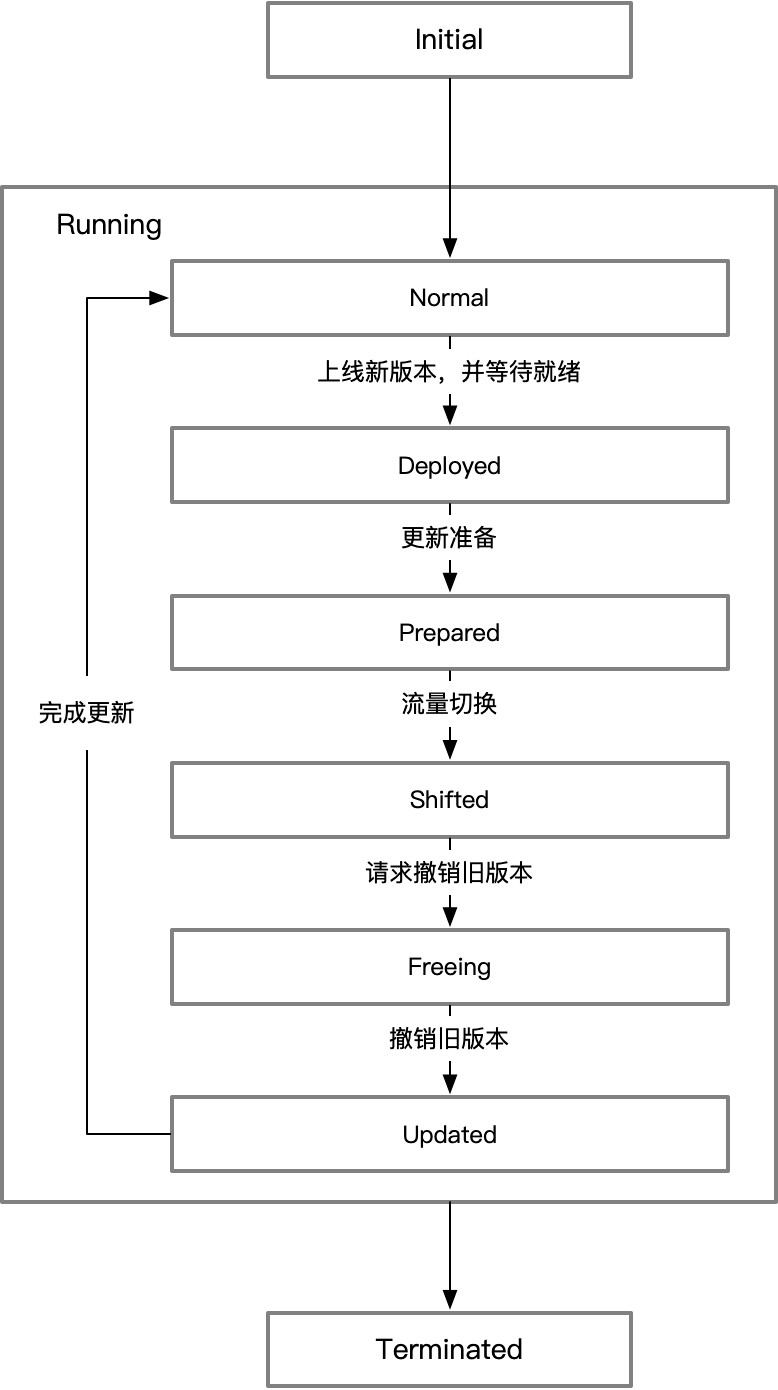 Initial
Running
Normal
上线新版本，并等待就绪
Deployed
更新准备
Prepared
流量切换
完成更新
Shifted
请求撤销旧版本
Freeing
撤销旧版本
Updated
Terminated